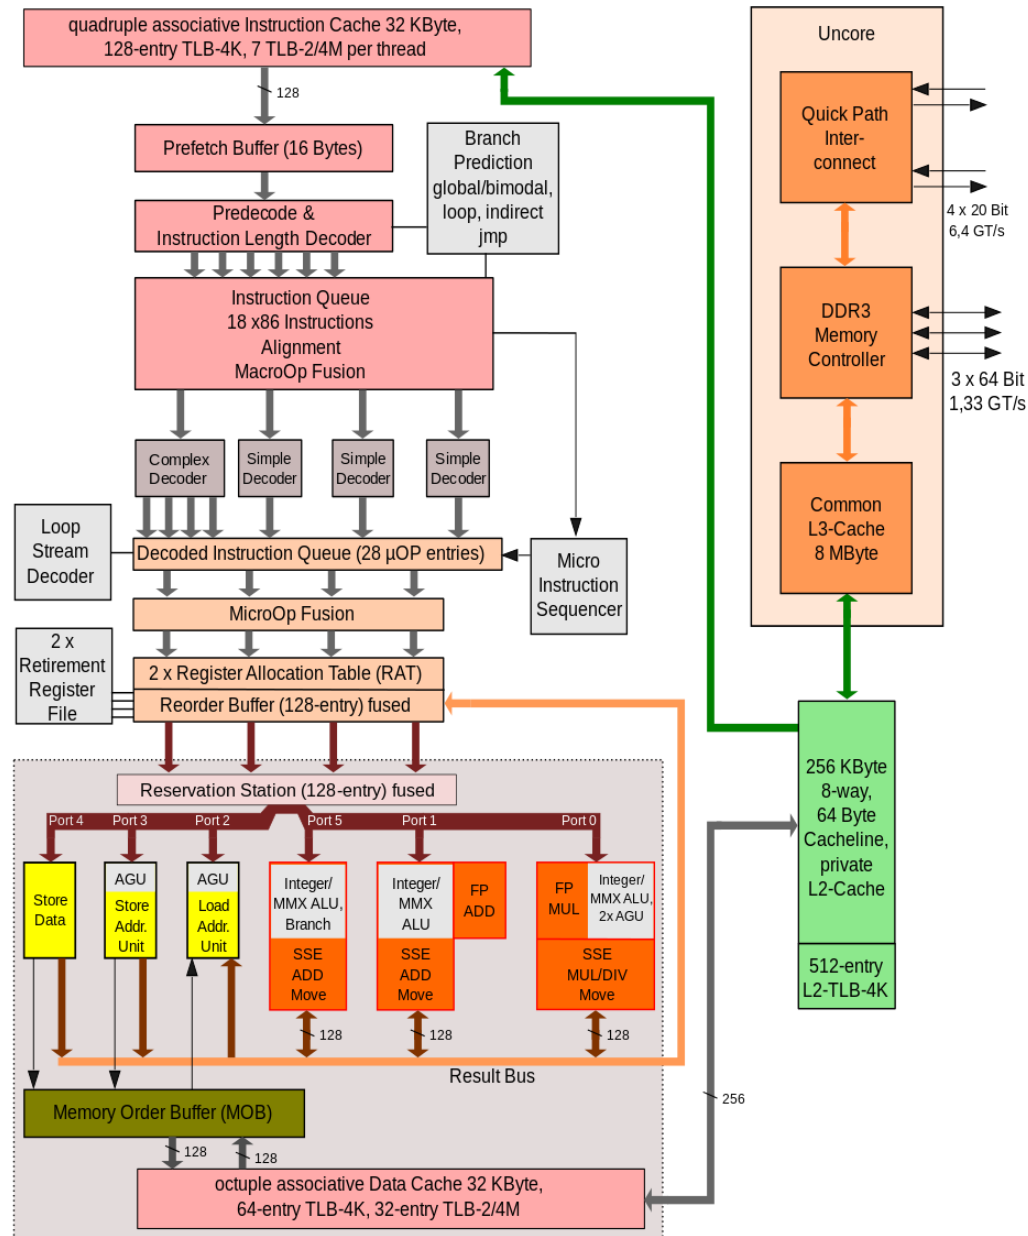 quadruple associative Instruction Cache 32 KByte,
128-entry TLB-4K, 7 TLB-2/4M per thread
128
Prefetch Buffer (16 Bytes)
Predecode &
Instruction Length Decoder
Branch
Prediction
global/bimodal,
loop, indirect
jmp
Instruction Queue
18 x86 Instructions
Alignment
MacroOp Fusion
Complex
Decoder
Simple
Decoder
Simple
Decoder
Simple
Decoder
Loop
Stream
Decoder
Decoded Instruction Queue (28 µOP entries)
Micro
Instruction
Sequencer
MicroOp Fusion
2 x
Retirement
Register
File
2 x Register Allocation Table (RAT)
Reorder Buffer (128-entry) fused
Reservation Station (128-entry) fused
Port 4
Port 3
Port 2
Port 5
Port 1
Port 0
Store
Data
AGU
Store
Addr.
Unit
AGU
Load
Addr.
Unit
Integer/
MMX ALU,
Branch
SSE
ADD
Move
Integer/
MMX
ALU
FP
ADD
SSE
ADD
Move
FP
MUL
Integer/
MMX ALU,
2x AGU
SSE
MUL/DIV
Move
128
128
128
Result Bus
Memory Order Buffer (MOB)
128
128
octuple associative Data Cache 32 KByte,
64-entry TLB-4K, 32-entry TLB-2/4M
256
Uncore
Quick Path
Inter-
connect
4 x 20 Bit
6,4 GT/s
DDR3
Memory
Controller
3 x 64 Bit
1,33 GT/s
Common
L3-Cache
8 MByte
256 KByte
8-way,
64 Byte
Cacheline,
private
L2-Cache
512-entry
L2-TLB-4K